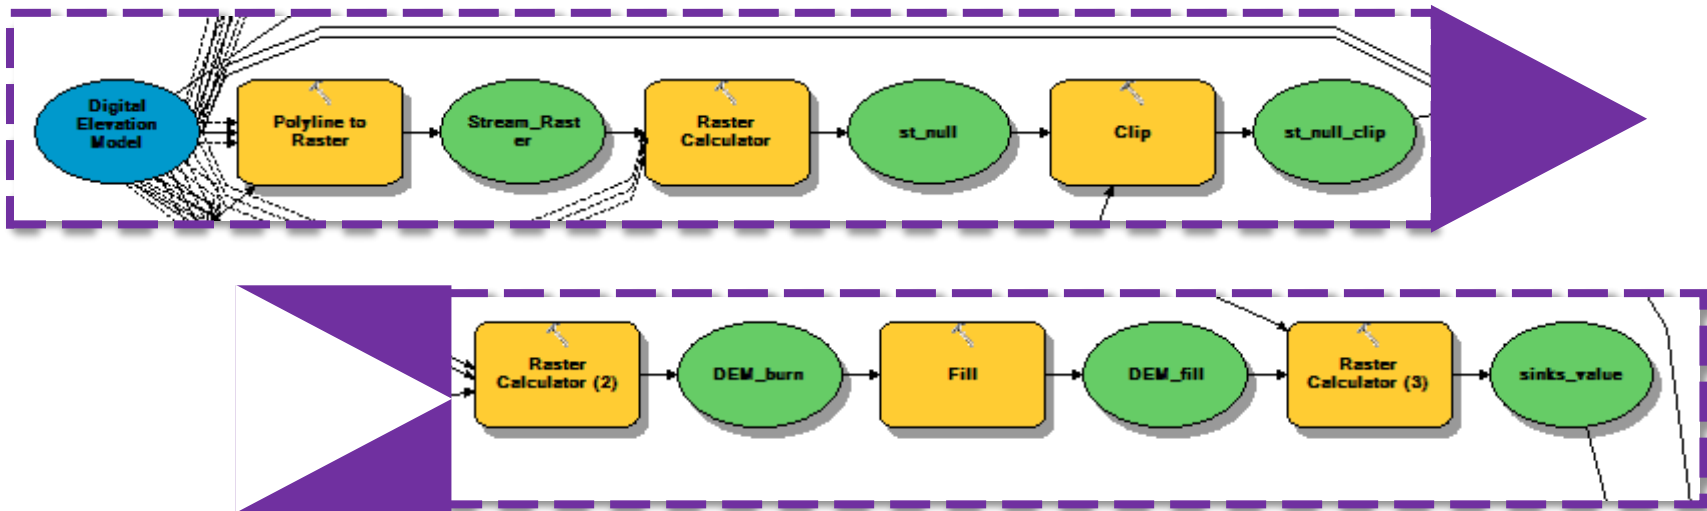 Digital
Elevation
Model
Polyline to
Raster
Stream_Rast
er
Raster
Calculator
st_null
Clip
st_null_clip
Raster
Calculator (2)
DEM_burn
Fill
DEM_fill
Raster
Calculator (3)
sinks_value